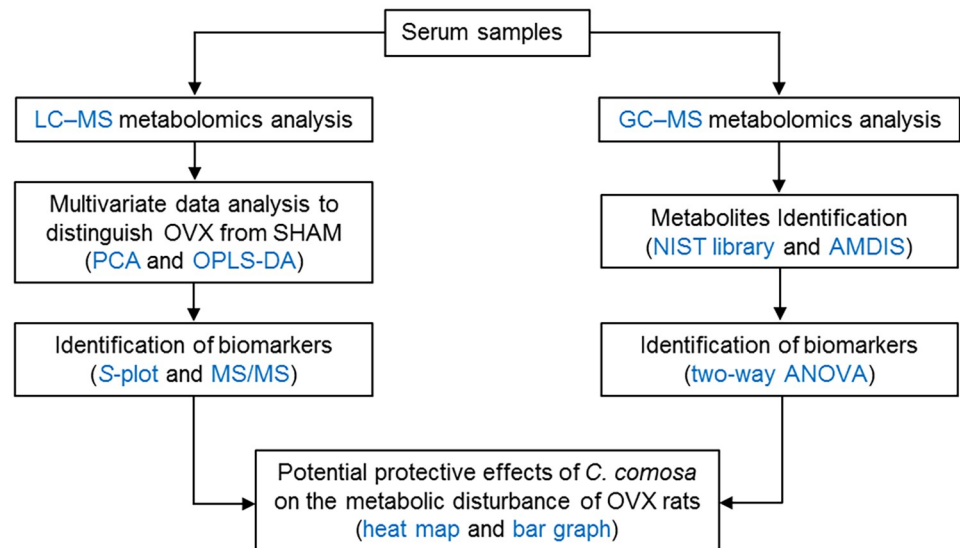 Serum samples
LC–MS metabolomics analysis
Multivariate data analysis to
distinguish OVX from SHAM
(PCA and OPLS-DA)
Identification of biomarkers
(S-plot and MS/MS)
GC–MS metabolomics analysis
Metabolites Identification
(NIST library and AMDIS)
Identification of biomarkers
(two-way ANOVA)
Potential protective effects of C. comosa
on the metabolic disturbance of OVX rats
(heat map and bar graph)